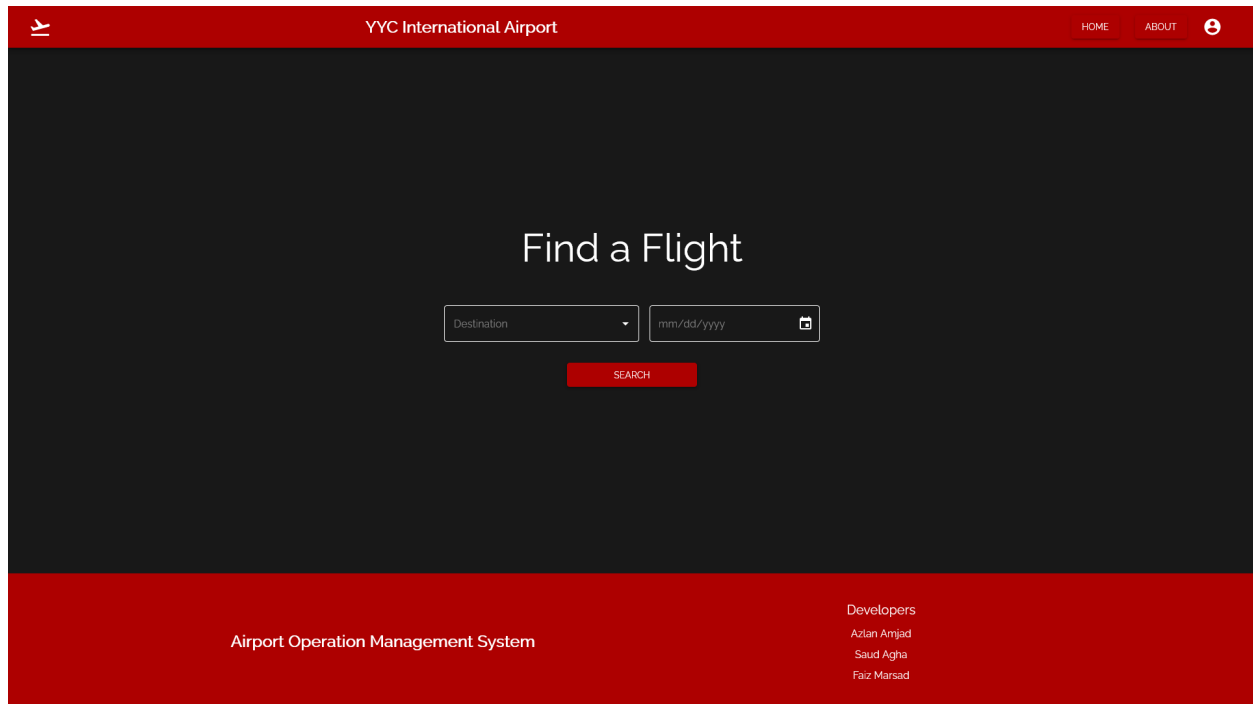 YYC International Airport
HOME
ABOUT
Find a Flight
Destination
mm/dd/yyyy
SEARCH
Airport Operation Management System
Developers
Azlan Amjad
Saud Agha
Faiz Marsad